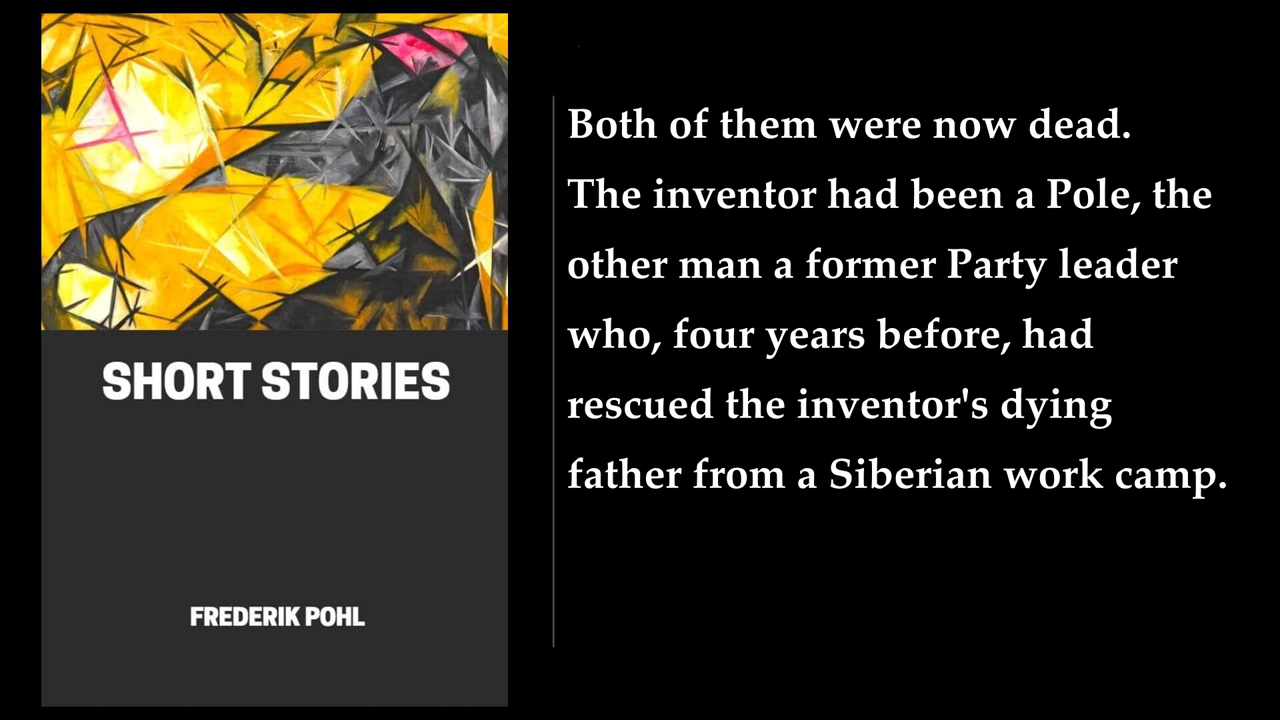 SHORT STORIES
FREDERIK POHL
Both of them were now dead.
The inventor had been a Pole, the
other man a former Party leader
who, four years before, had
rescued the inventor's dying
father from a Siberian work camp.